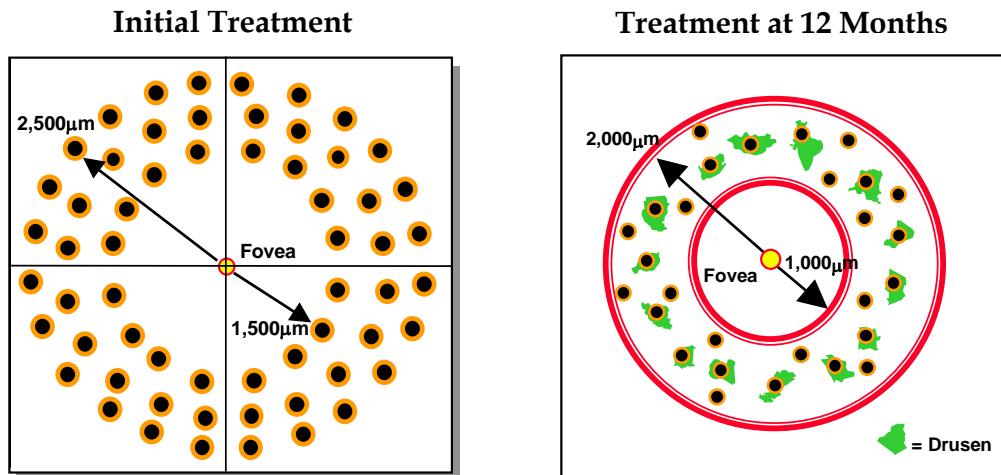 Initial Treatment
2,500µm
Fovea
1,500µm
Treatment at 12 Months
2,000µm
1,000µm
Fovea
= Drusen